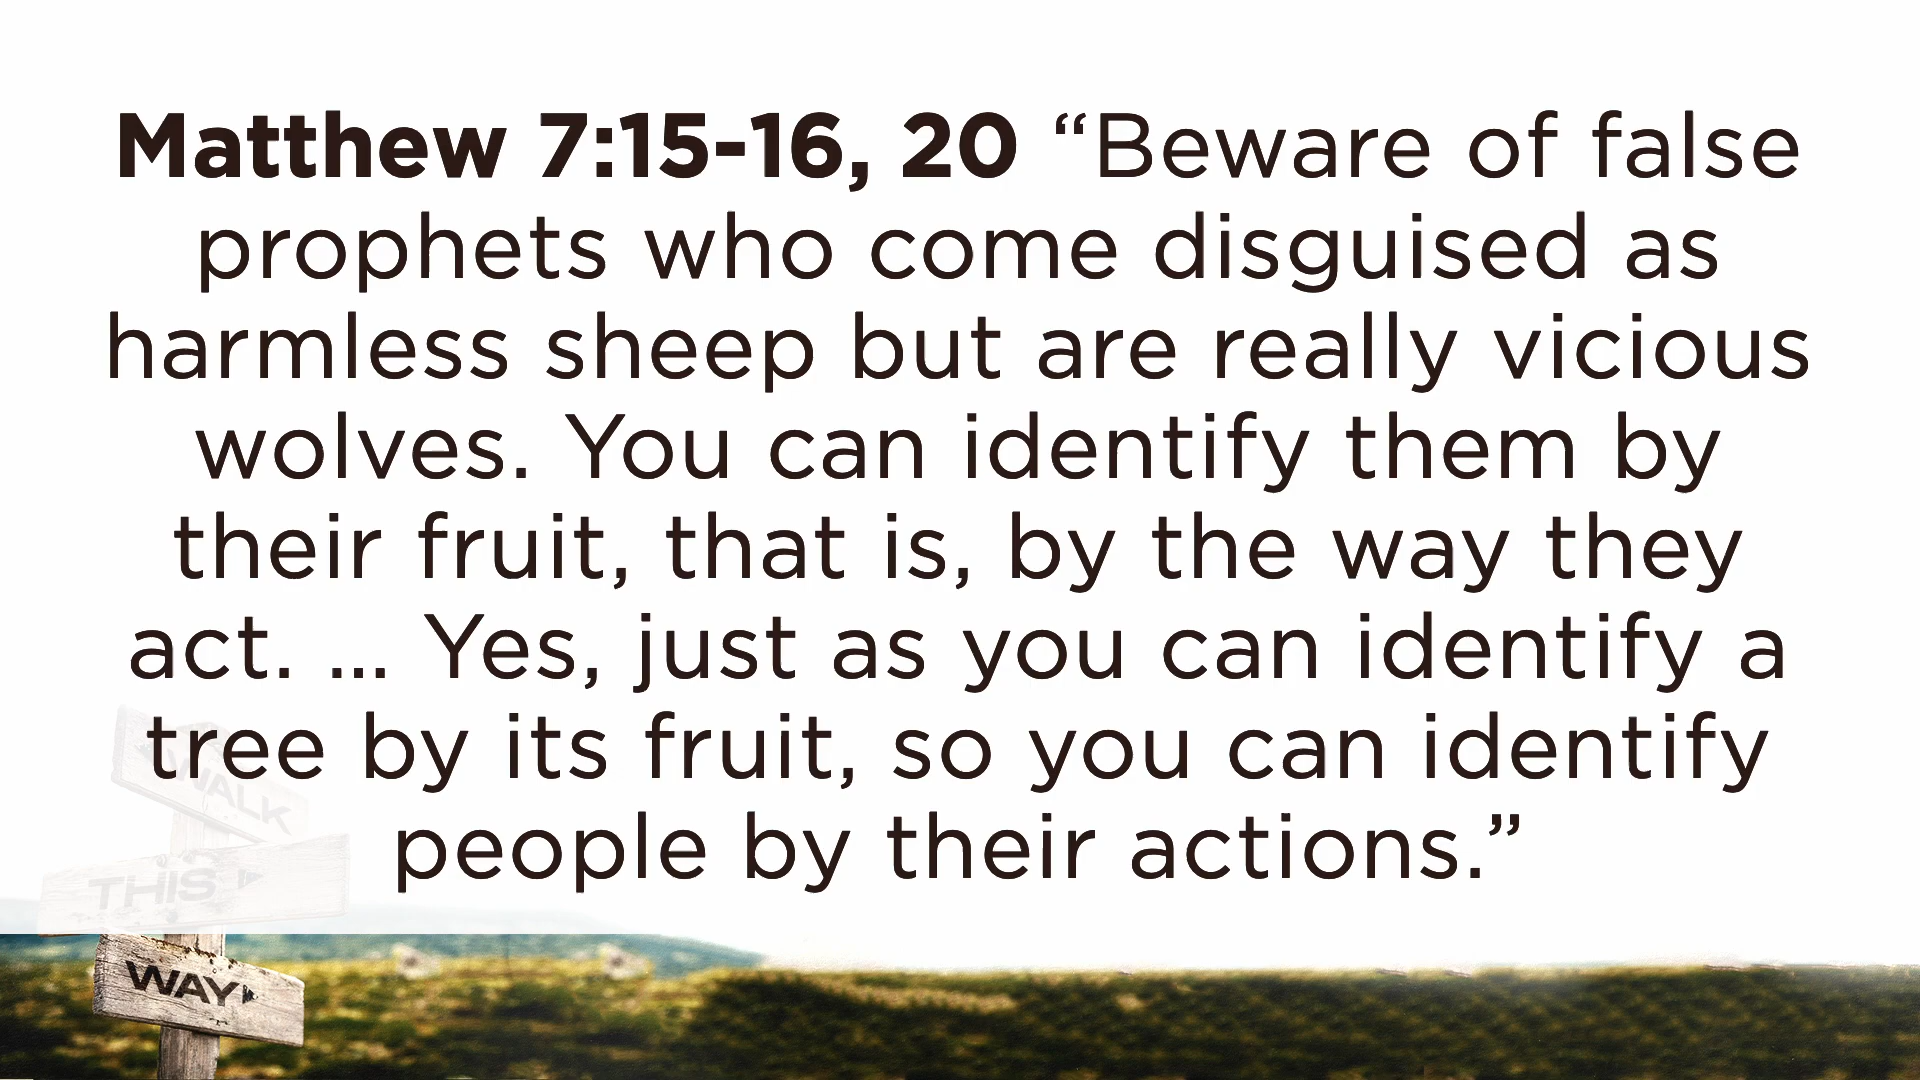 Matthew 7:15-16, 20 “Beware of false
prophets who come disguised as
harmless sheep but are really vicious
wolves. You can identify them by
their fruit, that is, by the way they
act. ... Yes, just as you can identify a
tree by its fruit, so you can identify
people by their actions.”
WALK
THIS
WAY